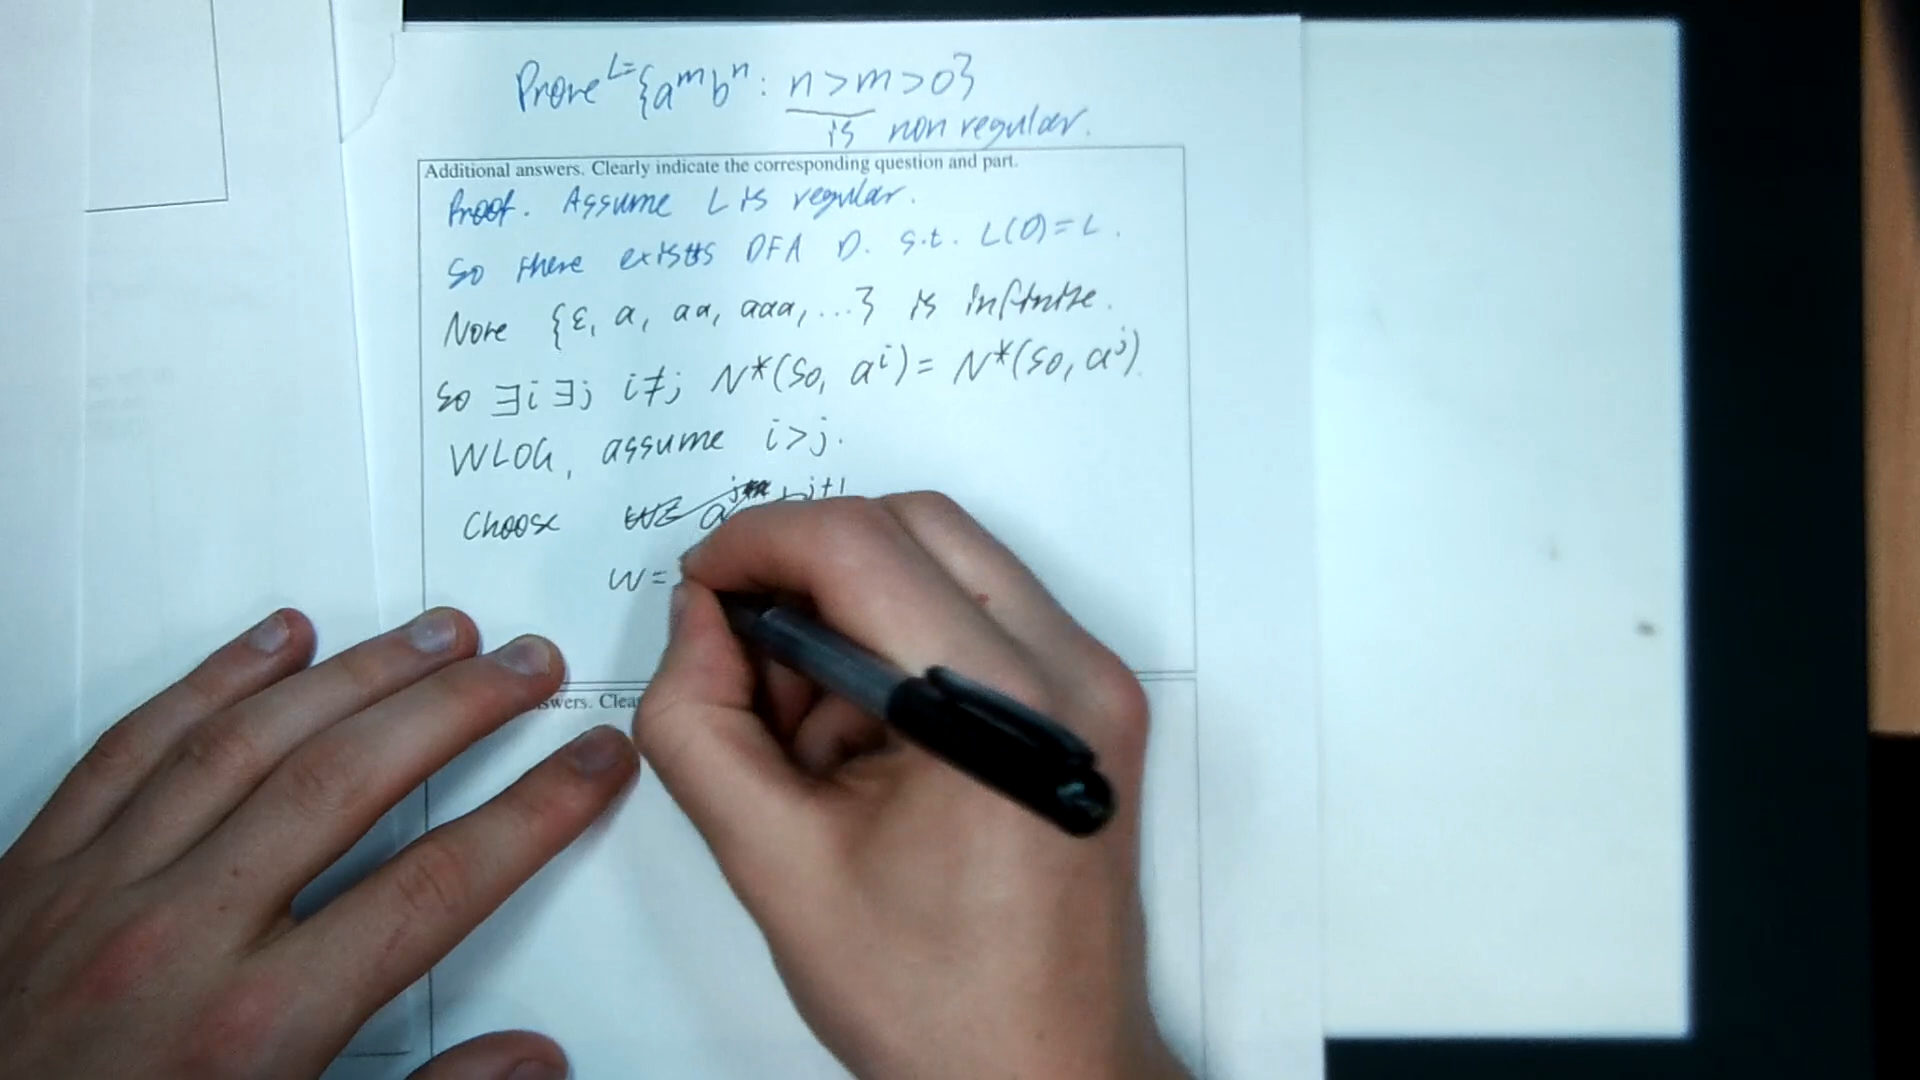 Prove L= {a^m b^n : n>m>0}
is non regular.
Additional answers. Clearly indicate the corresponding question and part.
Proof. Assume L is regular.
So there exists DFA D. s.t. L(D)=L.
Note {ε, a, aa, aaa, ...} is infinite.
So ∃i ∃j i≠j N*(S0, a^i) = N*(S0, a^j).
WLOG, assume i>j.
Choose
w=
swers. Clear